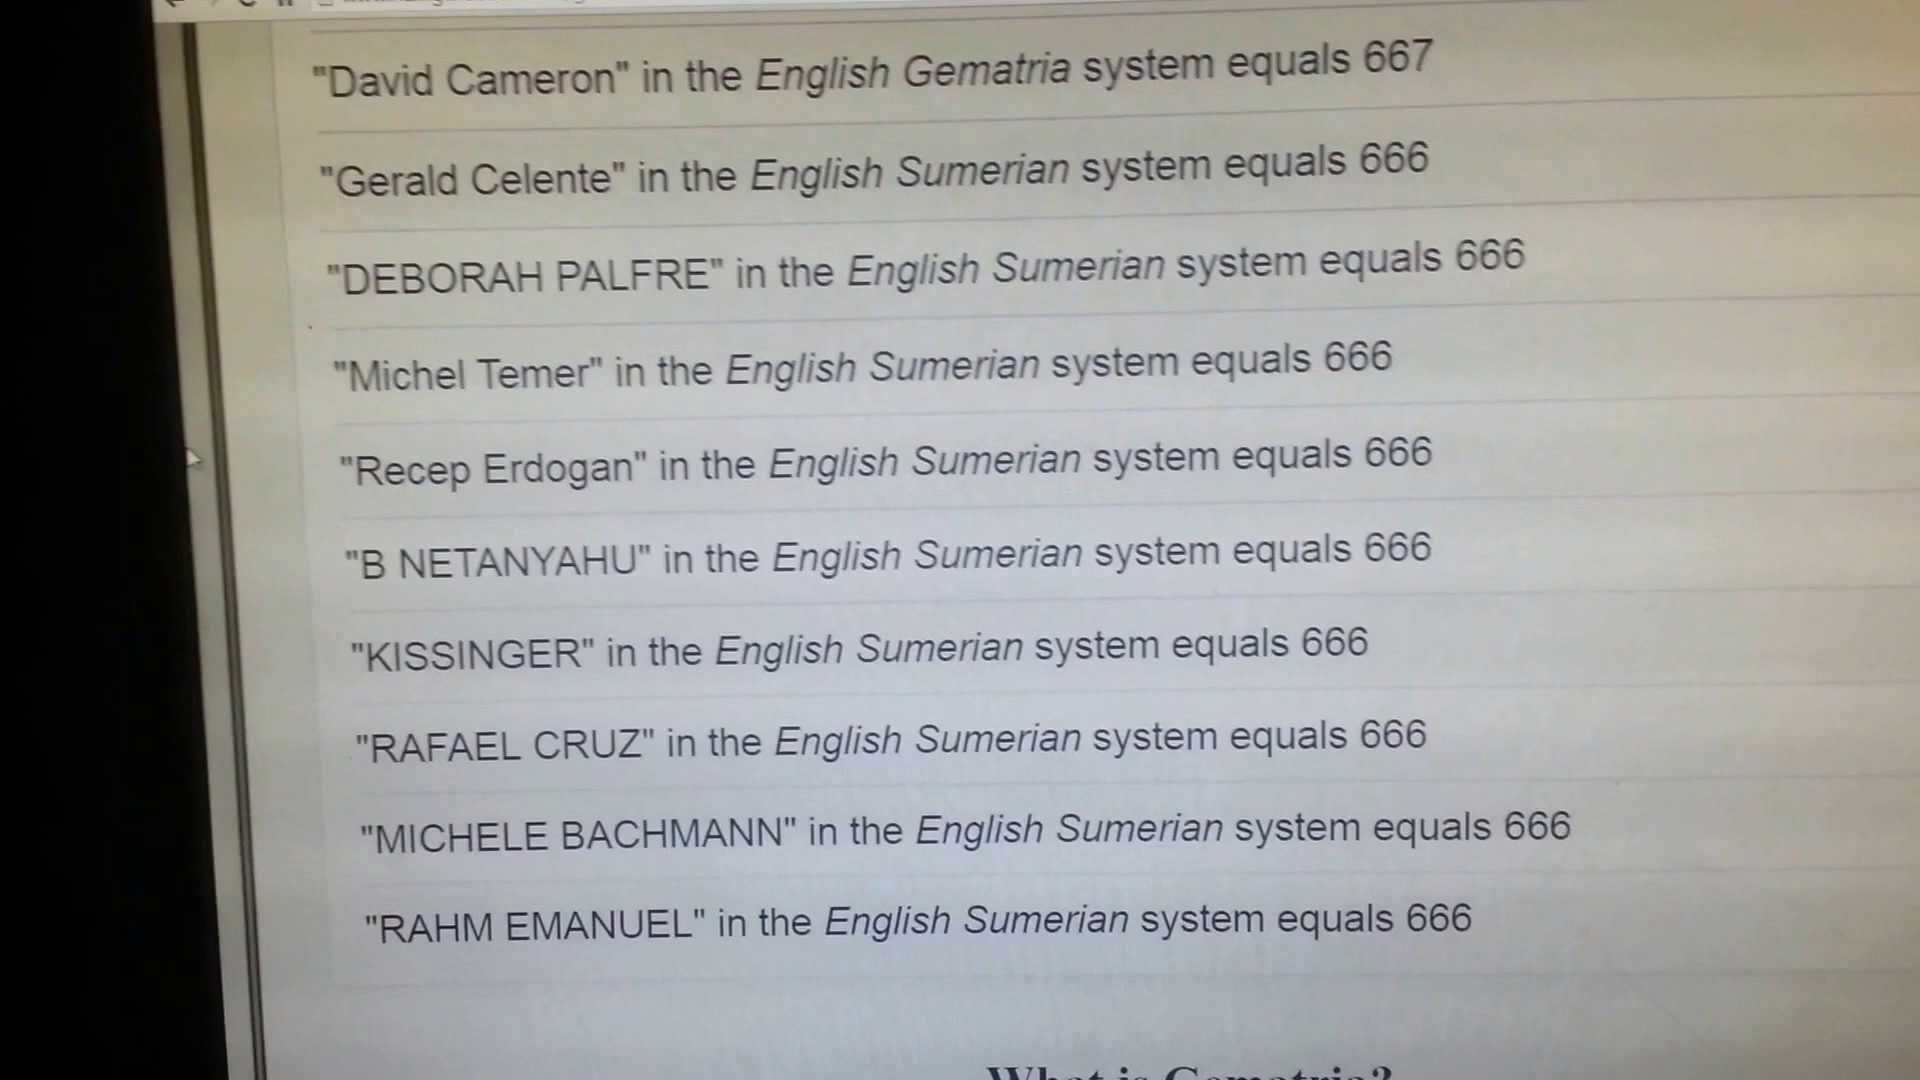 "David Cameron" in the English Gematria system equals 667
"Gerald Celente" in the English Sumerian system equals 666
"DEBORAH PALFRE" in the English Sumerian system equals 666
"Michel Temer" in the English Sumerian system equals 666
"Recep Erdogan" in the English Sumerian system equals 666
"B NETANYAHU" in the English Sumerian system equals 666
"KISSINGER" in the English Sumerian system equals 666
"RAFAEL CRUZ" in the English Sumerian system equals 666
"MICHELE BACHMANN" in the English Sumerian system equals 666
"RAHM EMANUEL" in the English Sumerian system equals 666
What is Gematria?